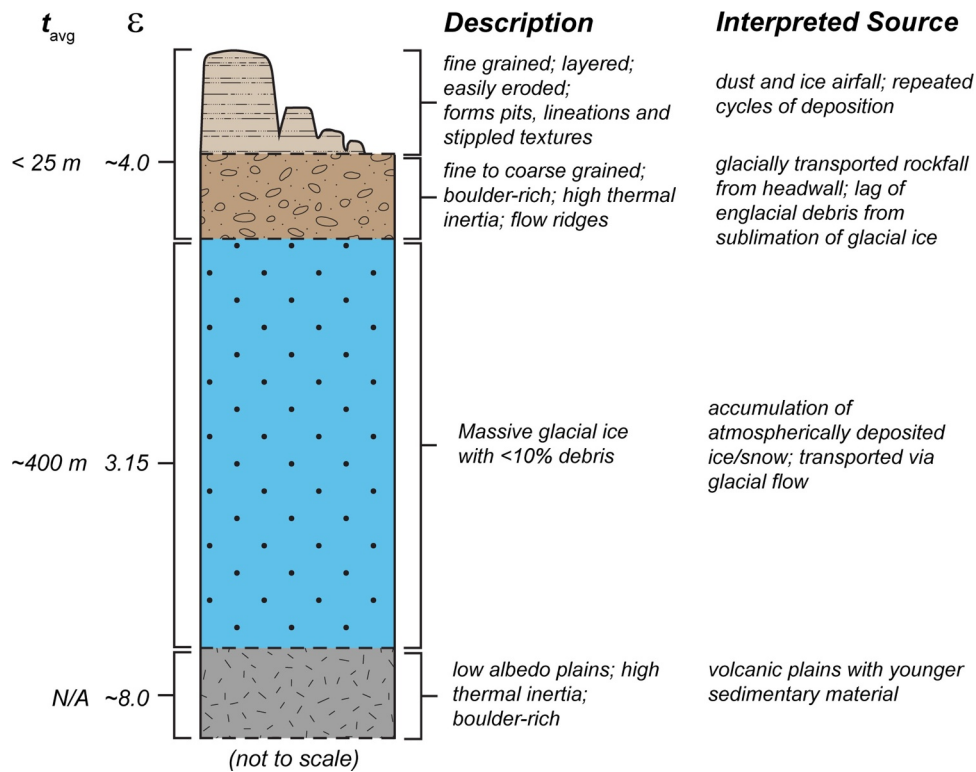 t avg ε Description Interpreted Source
fine grained; layered;
easily eroded;
forms pits, lineations and
stippled textures
dust and ice airfall; repeated
cycles of deposition
< 25 m ~4.0
fine to coarse grained;
boulder-rich; high thermal
inertia; flow ridges
glacially transported rockfall
from headwall; lag of
englacial debris from
sublimation of glacial ice
~400 m 3.15
Massive glacial ice
with <10% debris
accumulation of
atmospherically deposited
ice/snow; transported via
glacial flow
N/A ~8.0
low albedo plains; high
thermal inertia;
boulder-rich
volcanic plains with younger
sedimentary material
(not to scale)